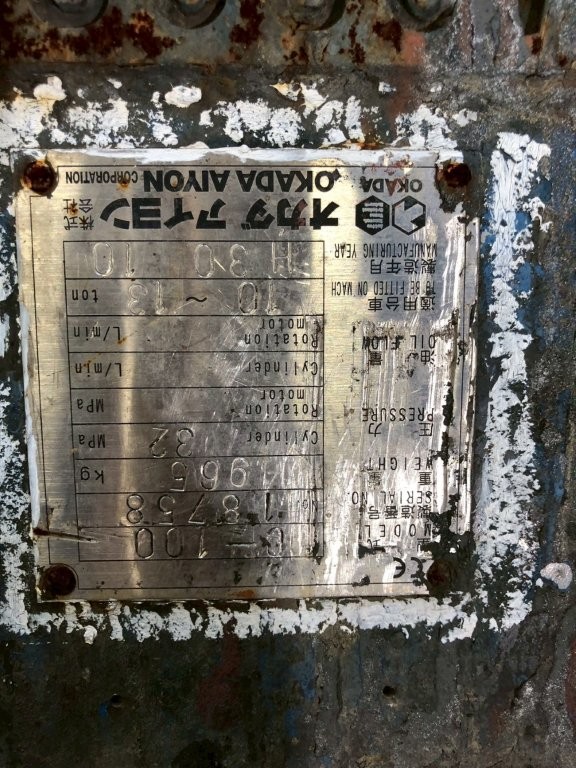 CE
型式 MODEL C-100
製造番号 SERIAL NO. No. 18758
重量 WEIGHT 1965 kg
圧力 PRESSURE Cylinder 32 MPa
Rotation motor MPa
油量 OIL FLOW Cylinder L/min
Rotation motor L/min
適用台車 TO BE FITTED ON MACH 10 ~ 13 ton
製造年月 MANUFACTURING YEAR H 30 10
OKADA オカダ アイヨン 株式会社
OKADA AIYON CORPORATION